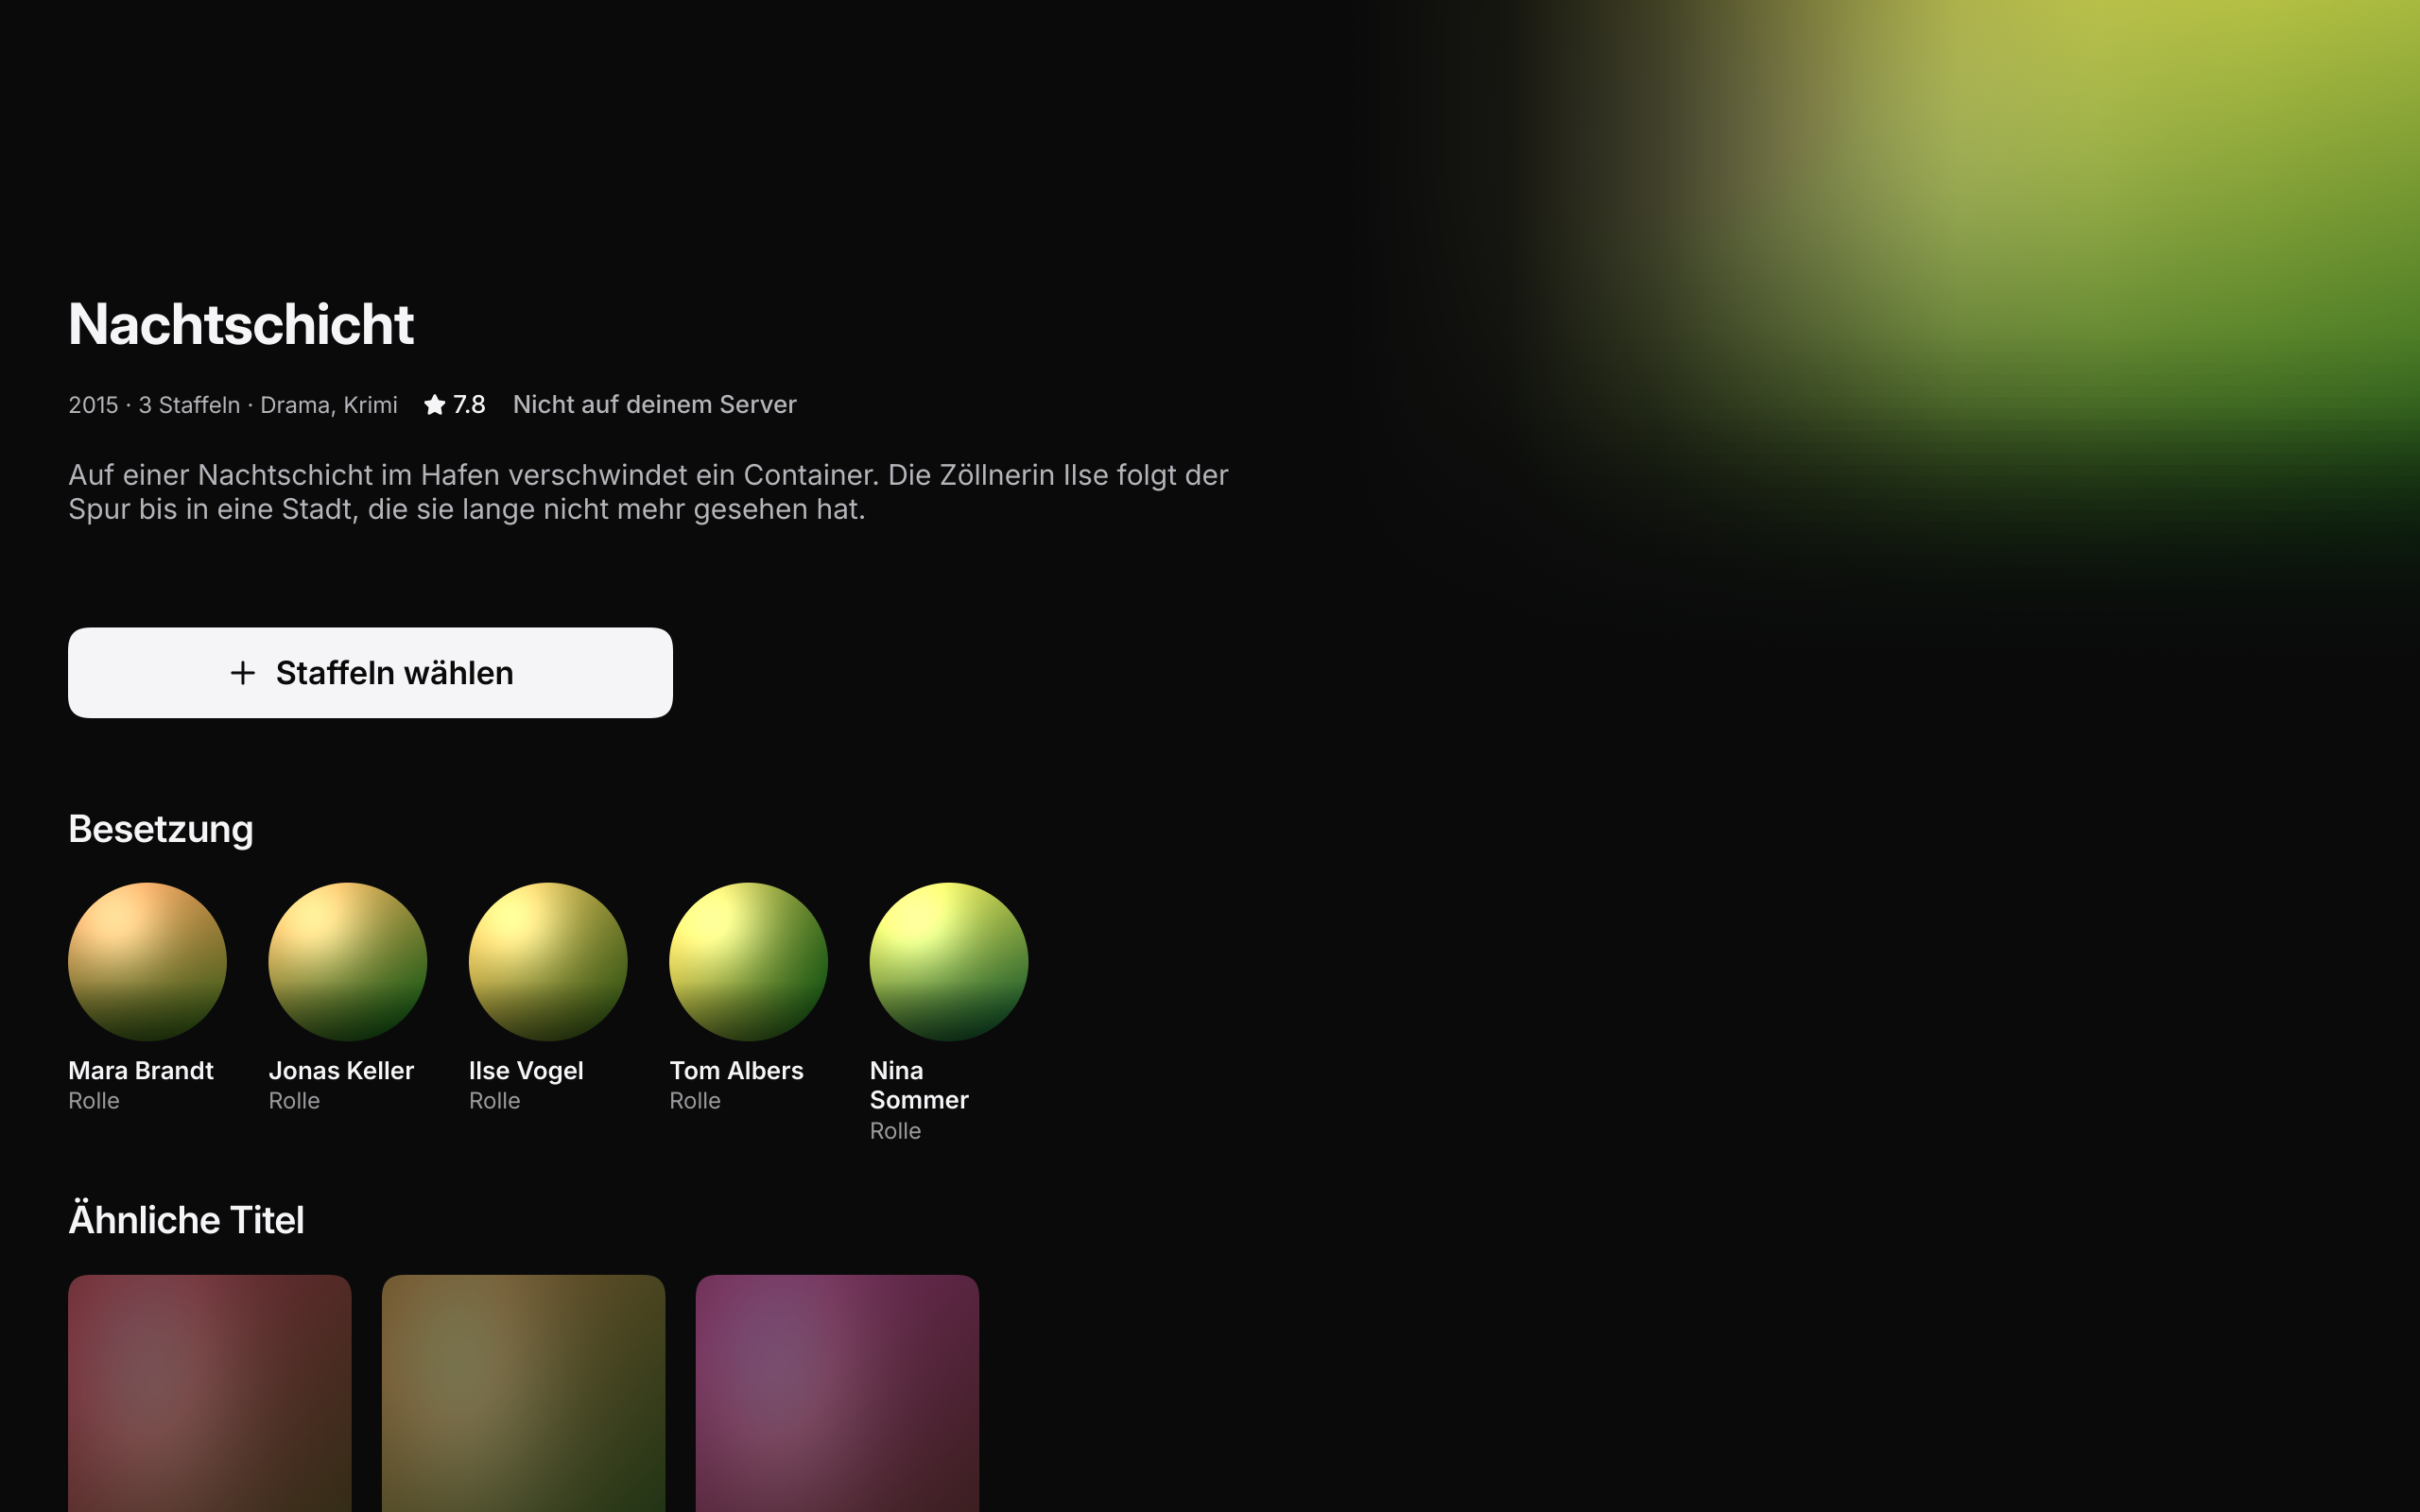 Nachtschicht
2015 · 3 Staffeln · Drama, Krimi 7.8 Nicht auf deinem Server
Auf einer Nachtschicht im Hafen verschwindet ein Container. Die Zöllnerin Ilse folgt der
Spur bis in eine Stadt, die sie lange nicht mehr gesehen hat.
Staffeln wählen
Besetzung
Mara Brandt
Rolle
Jonas Keller
Rolle
Ilse Vogel
Rolle
Tom Albers
Rolle
Nina
Sommer
Rolle
Ähnliche Titel